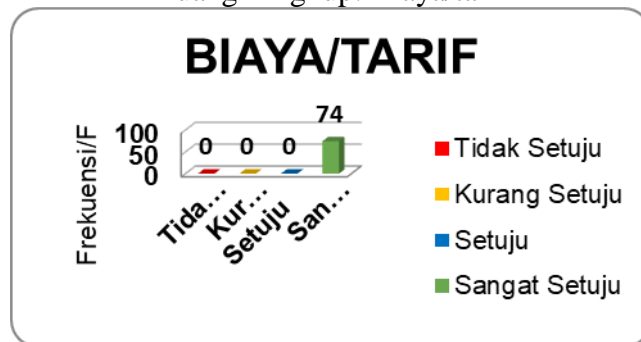 BIAYA/TARIF
Frekuensi/F
100
50
0
0 0 0 74
Tida...
Kur...
Setuju
San...
Tidak Setuju
Kurang Setuju
Setuju
Sangat Setuju